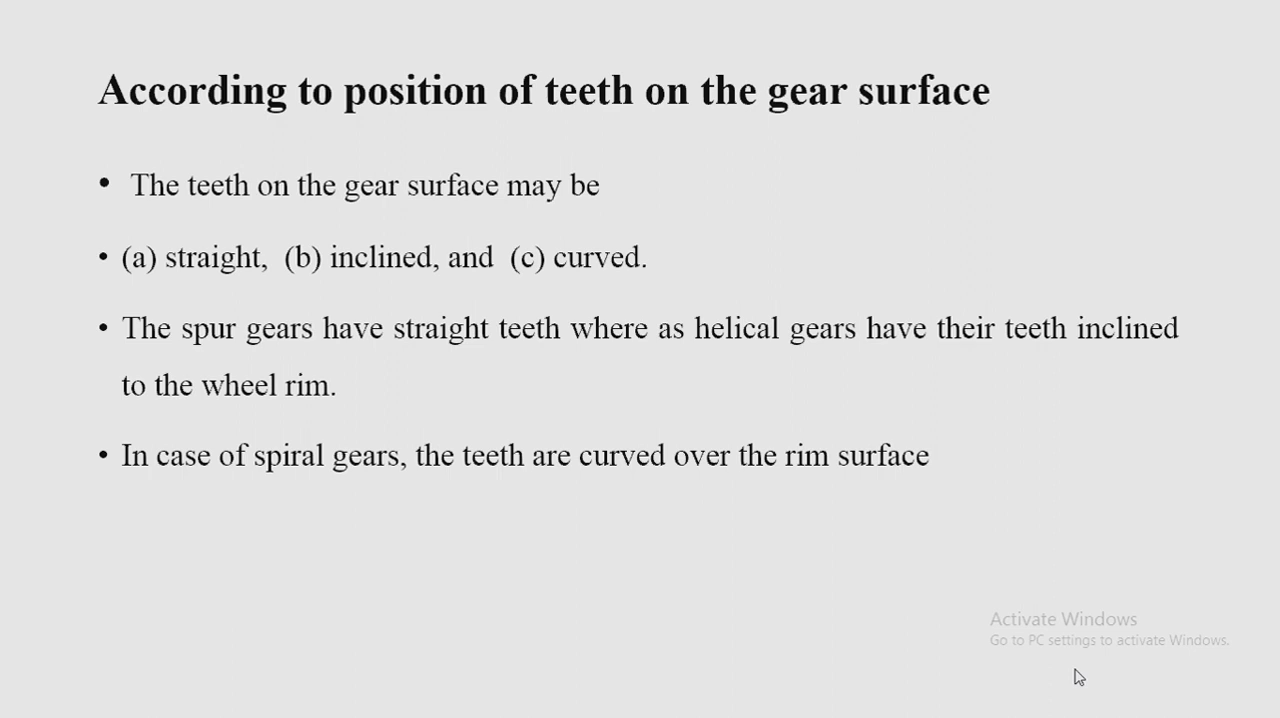 According to position of teeth on the gear surface
• The teeth on the gear surface may be
• (a) straight, (b) inclined, and (c) curved.
• The spur gears have straight teeth where as helical gears have their teeth inclined
to the wheel rim.
• In case of spiral gears, the teeth are curved over the rim surface
Activate Windows
Go to PC settings to activate Windows.